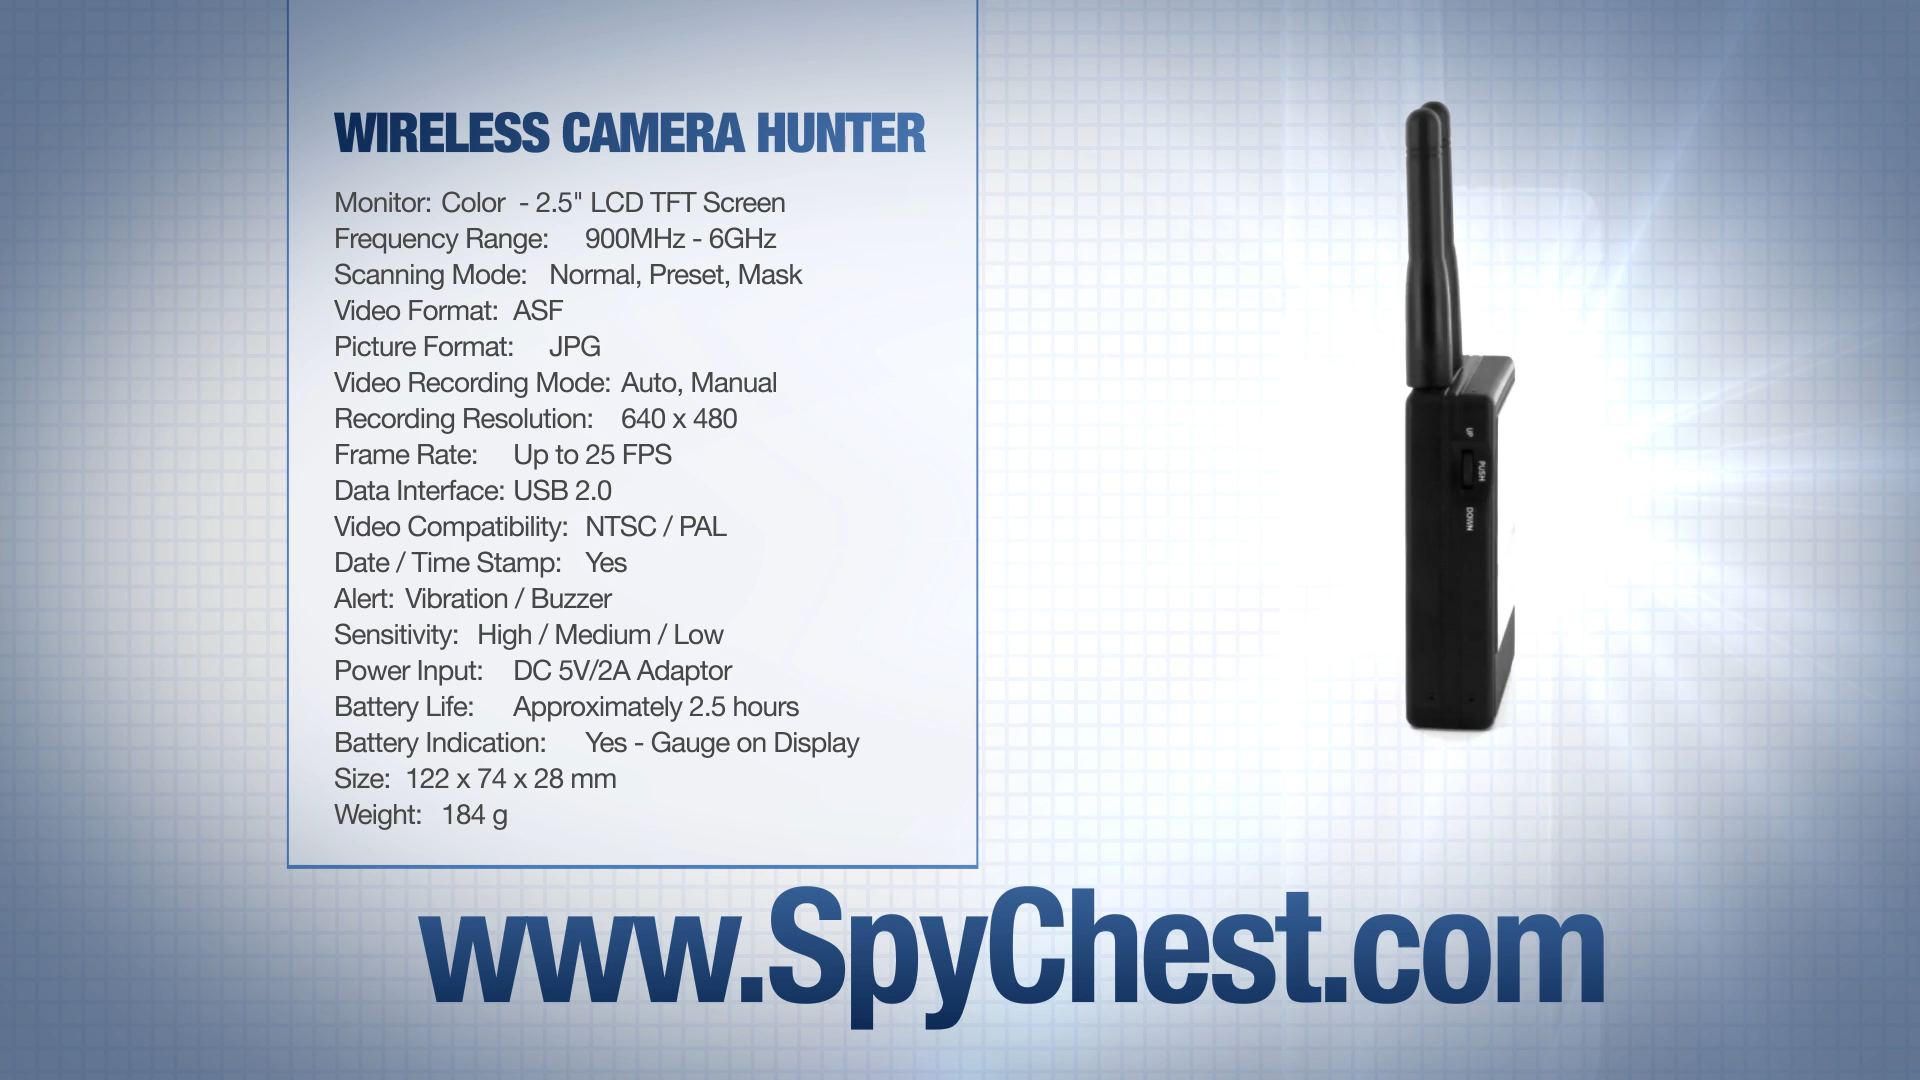 WIRELESS CAMERA HUNTER
Monitor: Color - 2.5" LCD TFT Screen
Frequency Range: 900MHz - 6GHz
Scanning Mode: Normal, Preset, Mask
Video Format: ASF
Picture Format: JPG
Video Recording Mode: Auto, Manual
Recording Resolution: 640 x 480
Frame Rate: Up to 25 FPS
Data Interface: USB 2.0
Video Compatibility: NTSC / PAL
Date / Time Stamp: Yes
Alert: Vibration / Buzzer
Sensitivity: High / Medium / Low
Power Input: DC 5V/2A Adaptor
Battery Life: Approximately 2.5 hours
Battery Indication: Yes - Gauge on Display
Size: 122 x 74 x 28 mm
Weight: 184 g
UP
PUSH
DOWN
www.SpyChest.com